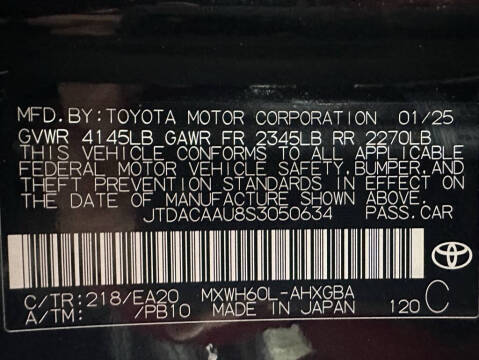 MFD. BY: TOYOTA MOTOR CORPORATION 01/25
GVWR 4145LB GAWR FR 2345LB RR 2270LB
THIS VEHICLE CONFORMS TO ALL APPLICABLE
FEDERAL MOTOR VEHICLE SAFETY, BUMPER, AND
THEFT PREVENTION STANDARDS IN EFFECT ON
THE DATE OF MANUFACTURE SHOWN ABOVE.
JTDACAAU8S3050634 PASS. CAR
C/TR: 218/EA20 MXWH60L-AHXGBA
A/TM: /PB10 MADE IN JAPAN 120 C